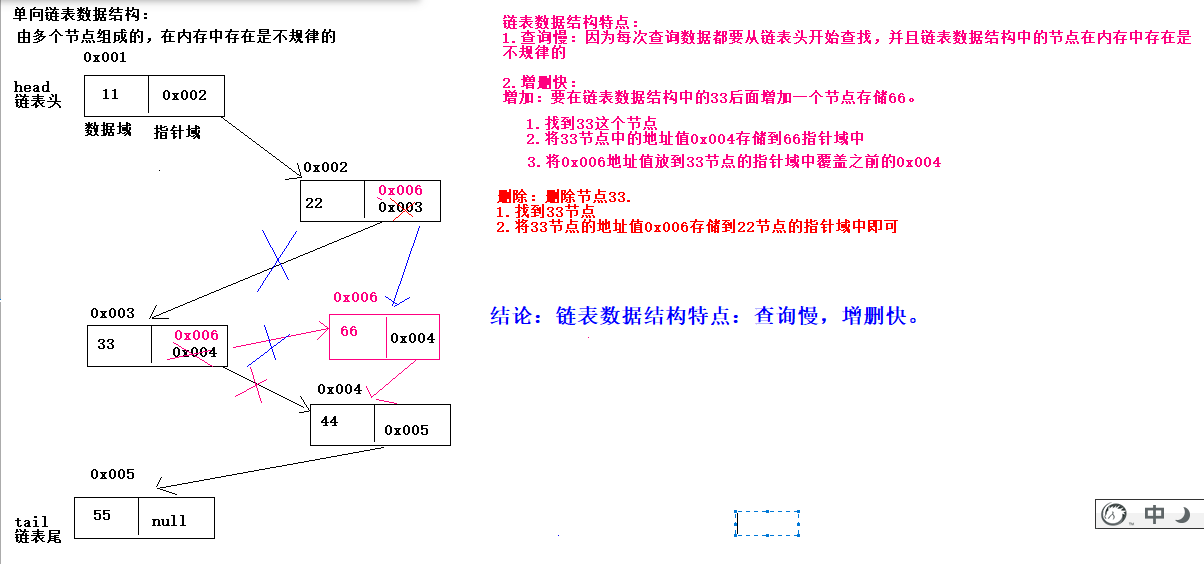 单向链表数据结构：
由多个节点组成的，在内存中存在是不规律的
0x001
head
链表头
11
0x002
数据域
指针域
0x002
22
0x006
0x003
0x003
33
0x006
0x004
0x006
66
0x004
0x004
44
0x005
0x005
55
null
tail
链表尾
链表数据结构特点：
1.查询慢：因为每次查询数据都要从链表头开始查找，并且链表数据结构中的节点在内存中存在是
不规律的
2.增删快：
增加：要在链表数据结构中的33后面增加一个节点存储66。
1.找到33这个节点
2.将33节点中的地址值0x004存储到66指针域中
3.将0x006地址值放到33节点的指针域中覆盖之前的0x004
删除：删除节点33.
1.找到33节点
2.将33节点的地址值0x006存储到22节点的指针域中即可
结论：链表数据结构特点：查询慢，增删快。
中